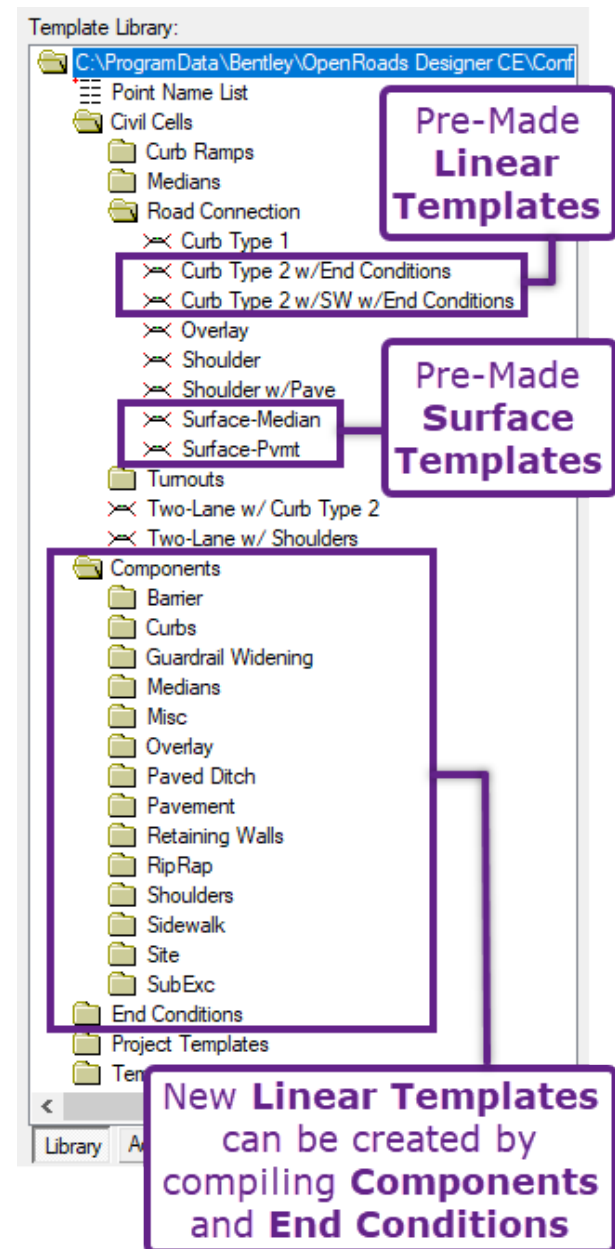 Template Library:
C:\ProgramData\Bentley\OpenRoads Designer CE\Conf
Point Name List
Civil Cells
Curb Ramps
Medians
Road Connection
Curb Type 1
Curb Type 2 w/End Conditions
Curb Type 2 w/SW w/End Conditions
Overlay
Shoulder
Shoulder w/Pave
Surface-Median
Surface-Pvmt
Turnouts
Two-Lane w/ Curb Type 2
Two-Lane w/ Shoulders
Components
Barrier
Curbs
Guardrail Widening
Medians
Misc
Overlay
Paved Ditch
Pavement
Retaining Walls
RipRap
Shoulders
Sidewalk
Site
SubExc
End Conditions
Project Templates
Library
Pre-Made
Linear
Templates
Pre-Made
Surface
Templates
New Linear Templates
can be created by
compiling Components
and End Conditions